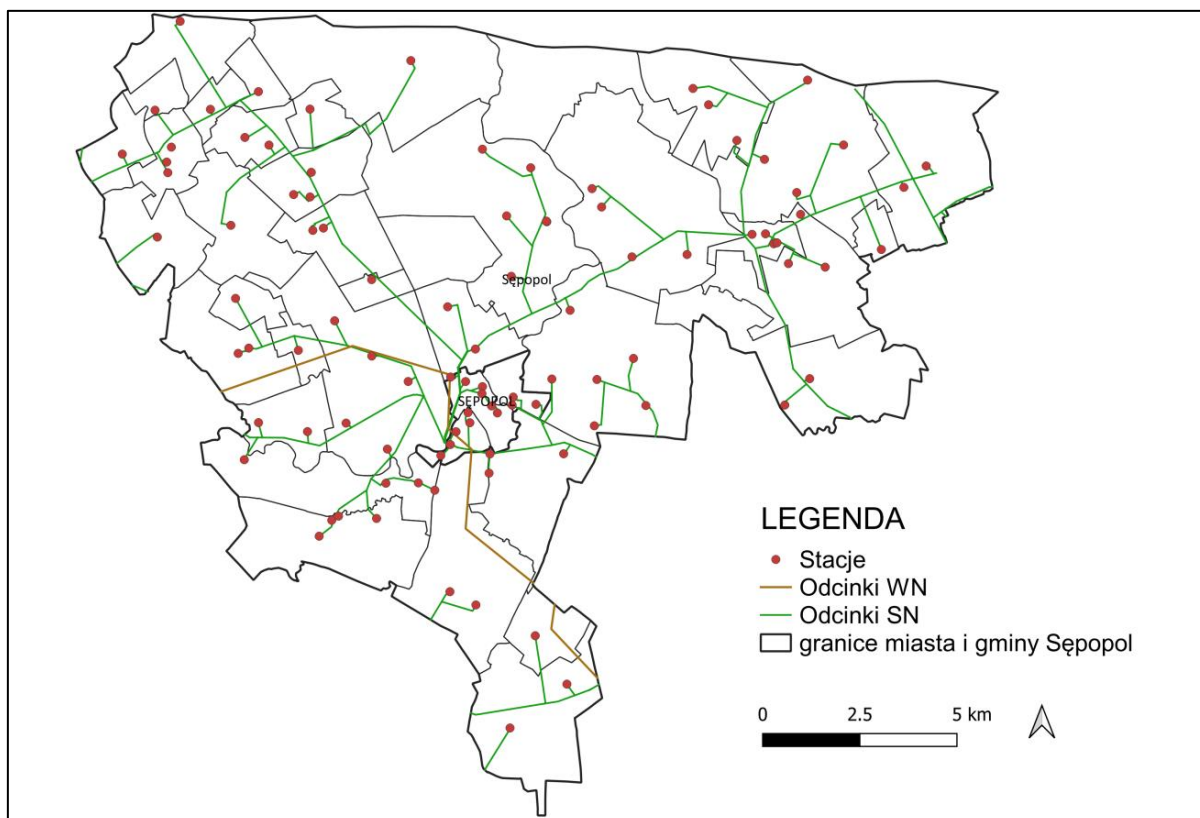 Sępopol
SĘPOPOL
LEGENDA
Stacje
Odcinki WN
Odcinki SN
granice miasta i gminy Sępopol
0 2.5 5 km